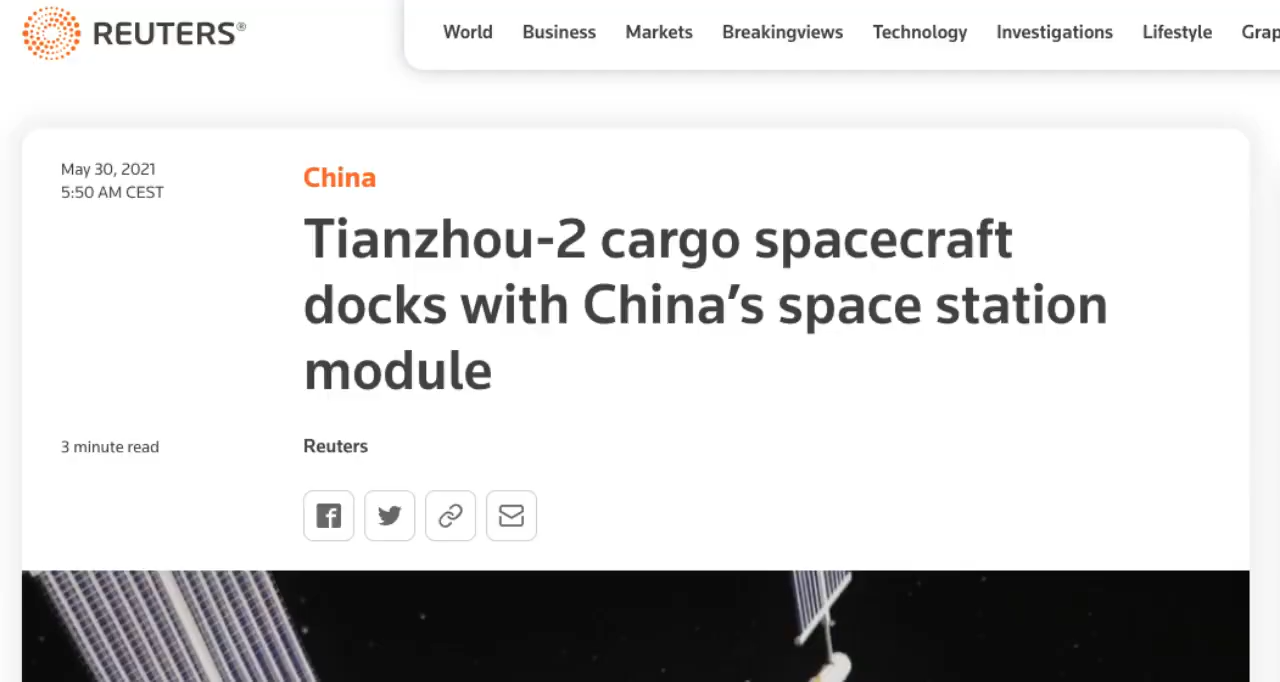 REUTERS®
World Business Markets Breakingviews Technology Investigations Lifestyle Grap
May 30, 2021
5:50 AM CEST
China
Tianzhou-2 cargo spacecraft
docks with China’s space station
module
3 minute read
Reuters